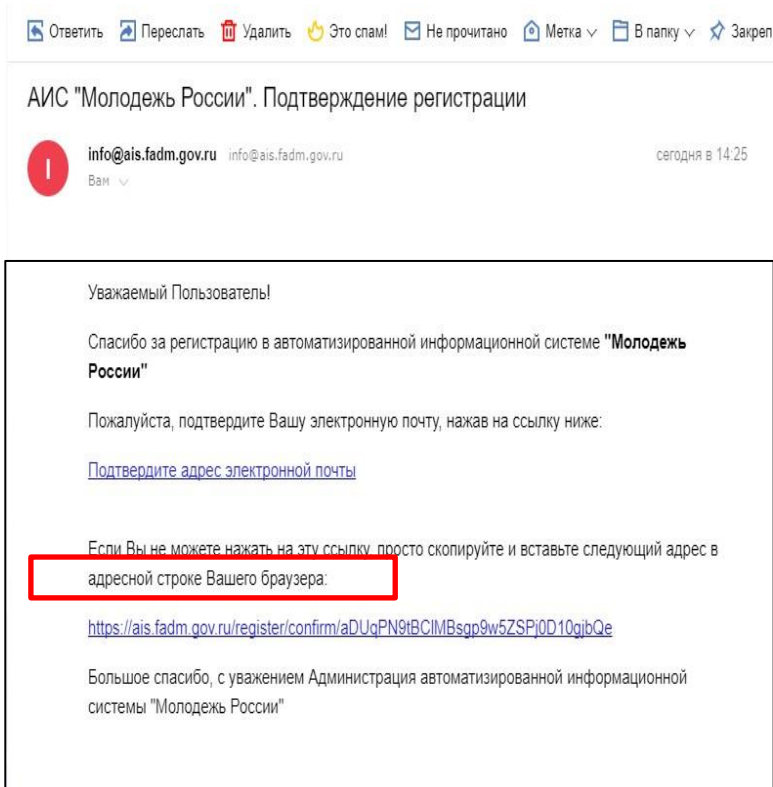 Ответить Переслать Удалить Это спам! Не прочитано Метка В папку Закреп
АИС "Молодежь России". Подтверждение регистрации
I
info@ais.fadm.gov.ru info@ais.fadm.gov.ru сегодня в 14:25
Вам
Уважаемый Пользователь!
Спасибо за регистрацию в автоматизированной информационной системе "Молодежь
России"
Пожалуйста, подтвердите Вашу электронную почту, нажав на ссылку ниже:
Подтвердите адрес электронной почты
Если Вы не можете нажать на эту ссылку, просто скопируйте и вставьте следующий адрес в
адресной строке Вашего браузера:
https://ais.fadm.gov.ru/register/confirm/aDUqPN9tBCIMBsgp9w5ZSPj0D10gjbQe
Большое спасибо, с уважением Администрация автоматизированной информационной
системы "Молодежь России"